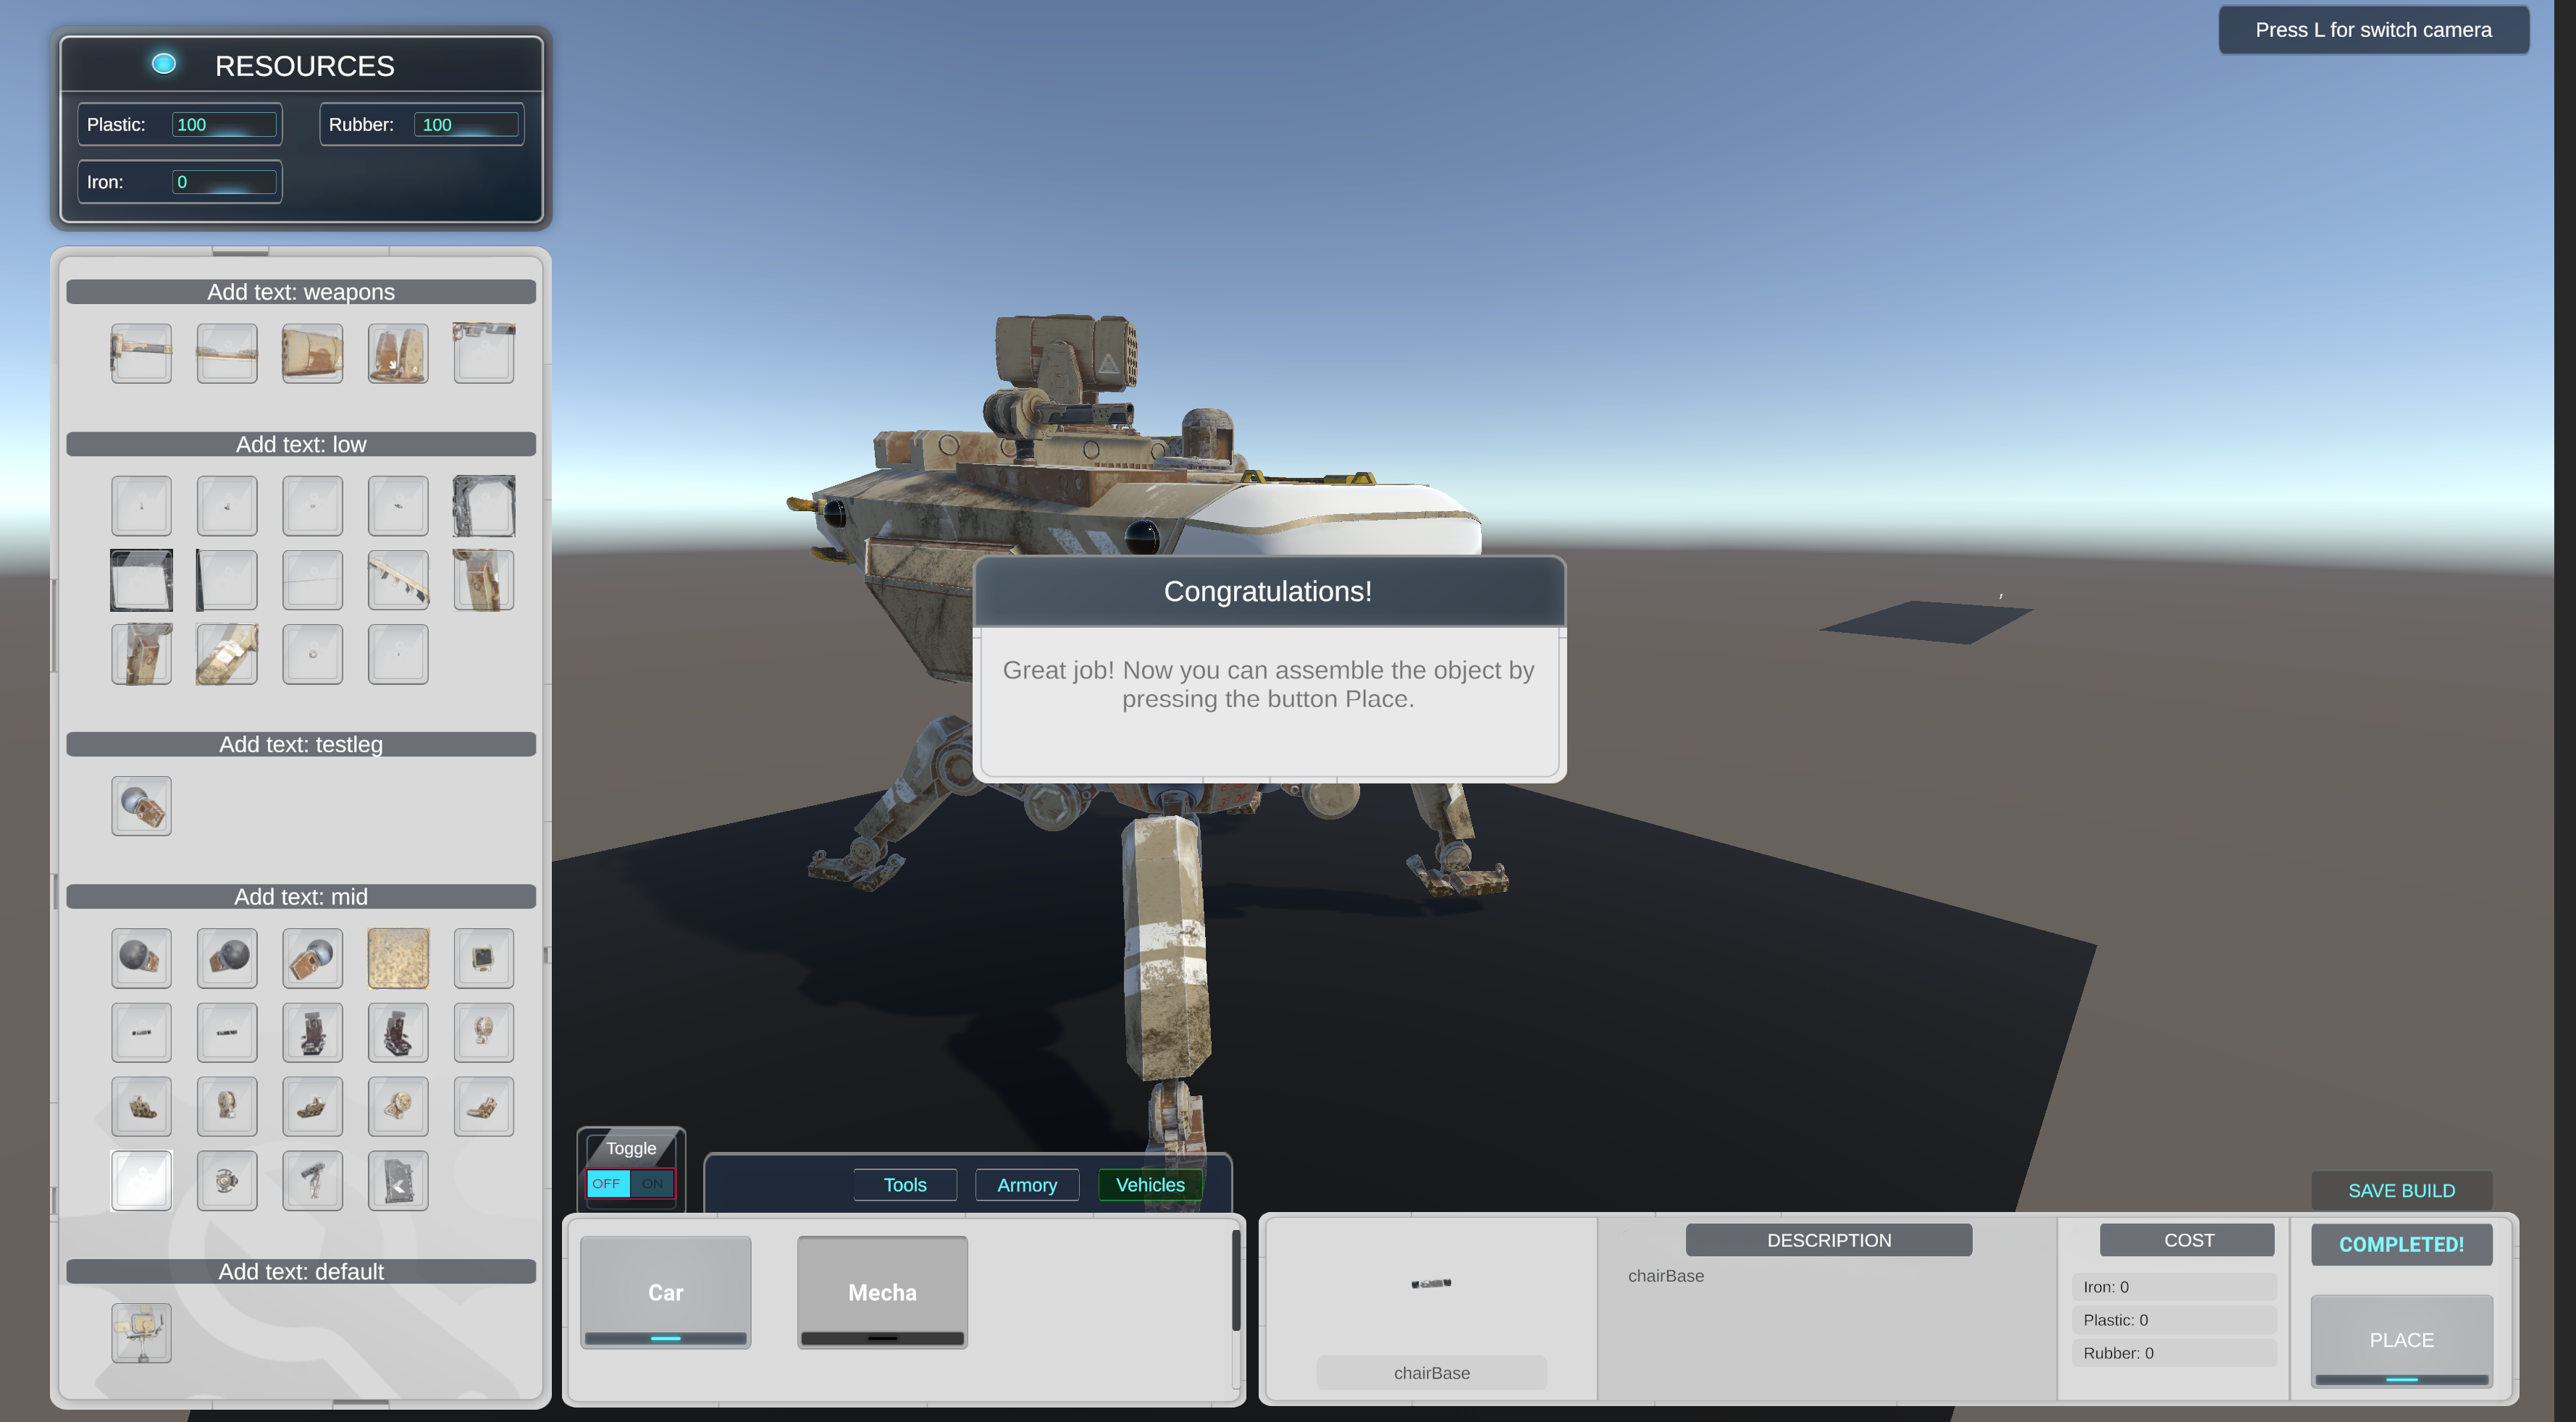 Press L for switch camera
RESOURCES
Plastic: 100
Rubber: 100
Iron: 0
Add text: weapons
Add text: low
Add text: testleg
Add text: mid
Add text: default
Congratulations!
Great job! Now you can assemble the object by
pressing the button Place.
Toggle
OFF ON
Tools
Armory
Vehicles
Car
Mecha
chairBase
DESCRIPTION
chairBase
COST
Iron: 0
Plastic: 0
Rubber: 0
SAVE BUILD
COMPLETED!
PLACE